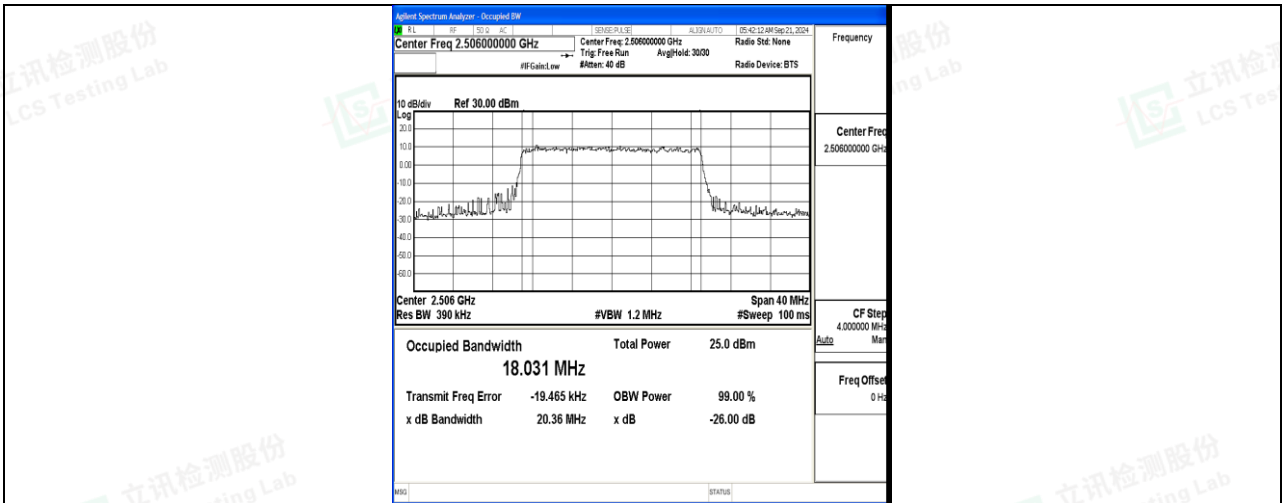 Agilent Spectrum Analyzer - Occupied BW
RL RF 50 Ω AC SENSE:PULSE ALIGNAUTO 05:42:12 AM Sep 21, 2024
Center Freq 2.506000000 GHz
Center Freq: 2.506000000 GHz
Radio Std: None
Trig: Free Run Avg|Hold: 30/30
#IFGain:Low #Atten: 40 dB Radio Device: BTS
10 dB/div Ref 30.00 dBm
Log
20.0
10.0
0.00
-10.0
-20.0
-30.0
-40.0
-50.0
-60.0
Center 2.506 GHz Span 40 MHz
Res BW 390 kHz #VBW 1.2 MHz #Sweep 100 ms
Occupied Bandwidth Total Power 25.0 dBm
18.031 MHz
Transmit Freq Error -19.465 kHz OBW Power 99.00 %
x dB Bandwidth 20.36 MHz x dB -26.00 dB
MSG STATUS
Frequency
Center Freq
2.506000000 GHz
CF Step
4.000000 MHz
Auto Man
Freq Offset
0 Hz
立讯检测股份
LCS Testing Lab
LCS
立讯检测股份
ting Lab